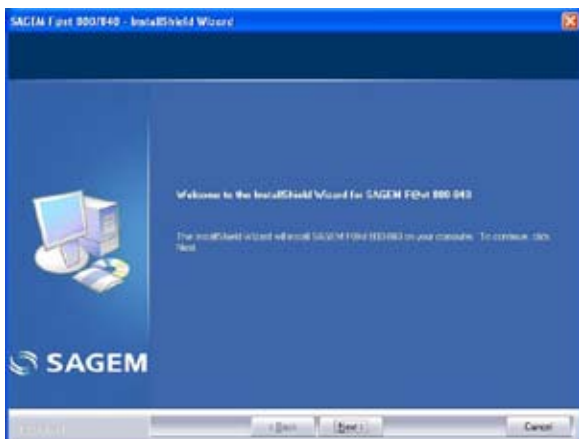 SAGEM F@st 800/840 - InstallShield Wizard
Welcome to the InstallShield Wizard for SAGEM F@st 800 840
The InstallShield Wizard will install SAGEM F@st 800/840 on your computer. To continue, click
Next
SAGEM
< Back
Next >
Cancel